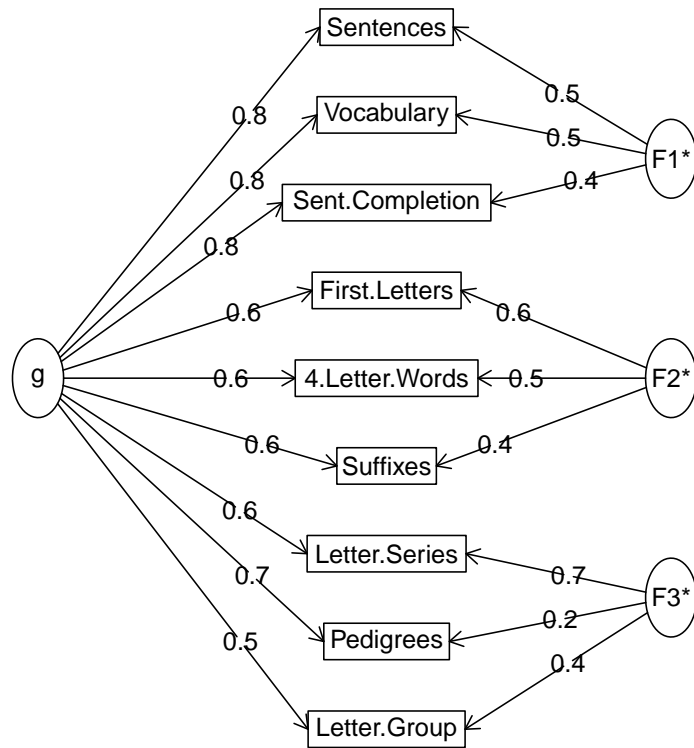 Sentences
0.8
0.5
Vocabulary
0.8
0.5
F1*
Sent.Completion
0.8
0.4
First.Letters
0.6
0.6
g
4.Letter.Words
0.6
0.5
F2*
Suffixes
0.6
0.4
Letter.Series
0.6
0.7
F3*
Pedigrees
0.7
0.2
Letter.Group
0.5
0.4